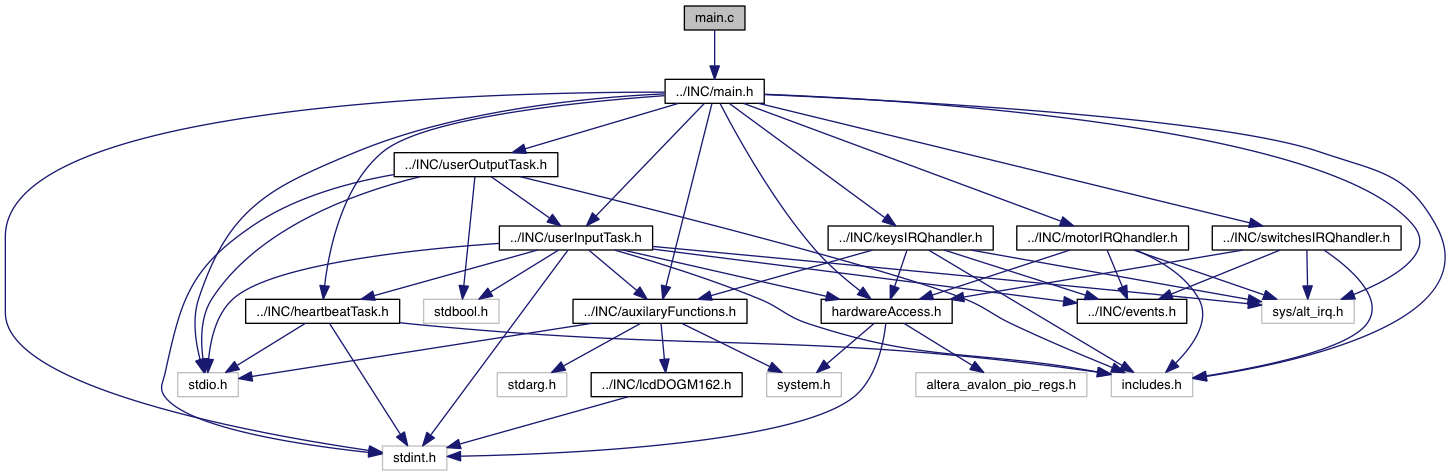 main.c
../INC/main.h
../INC/userOutputTask.h
../INC/userInputTask.h
../INC/keysIRQhandler.h
../INC/motorIRQhandler.h
../INC/switchesIRQhandler.h
../INC/heartbeatTask.h
stdbool.h
../INC/auxilaryFunctions.h
hardwareAccess.h
../INC/events.h
sys/alt_irq.h
stdio.h
stdarg.h
../INC/lcdDOGM162.h
system.h
altera_avalon_pio_regs.h
includes.h
stdint.h